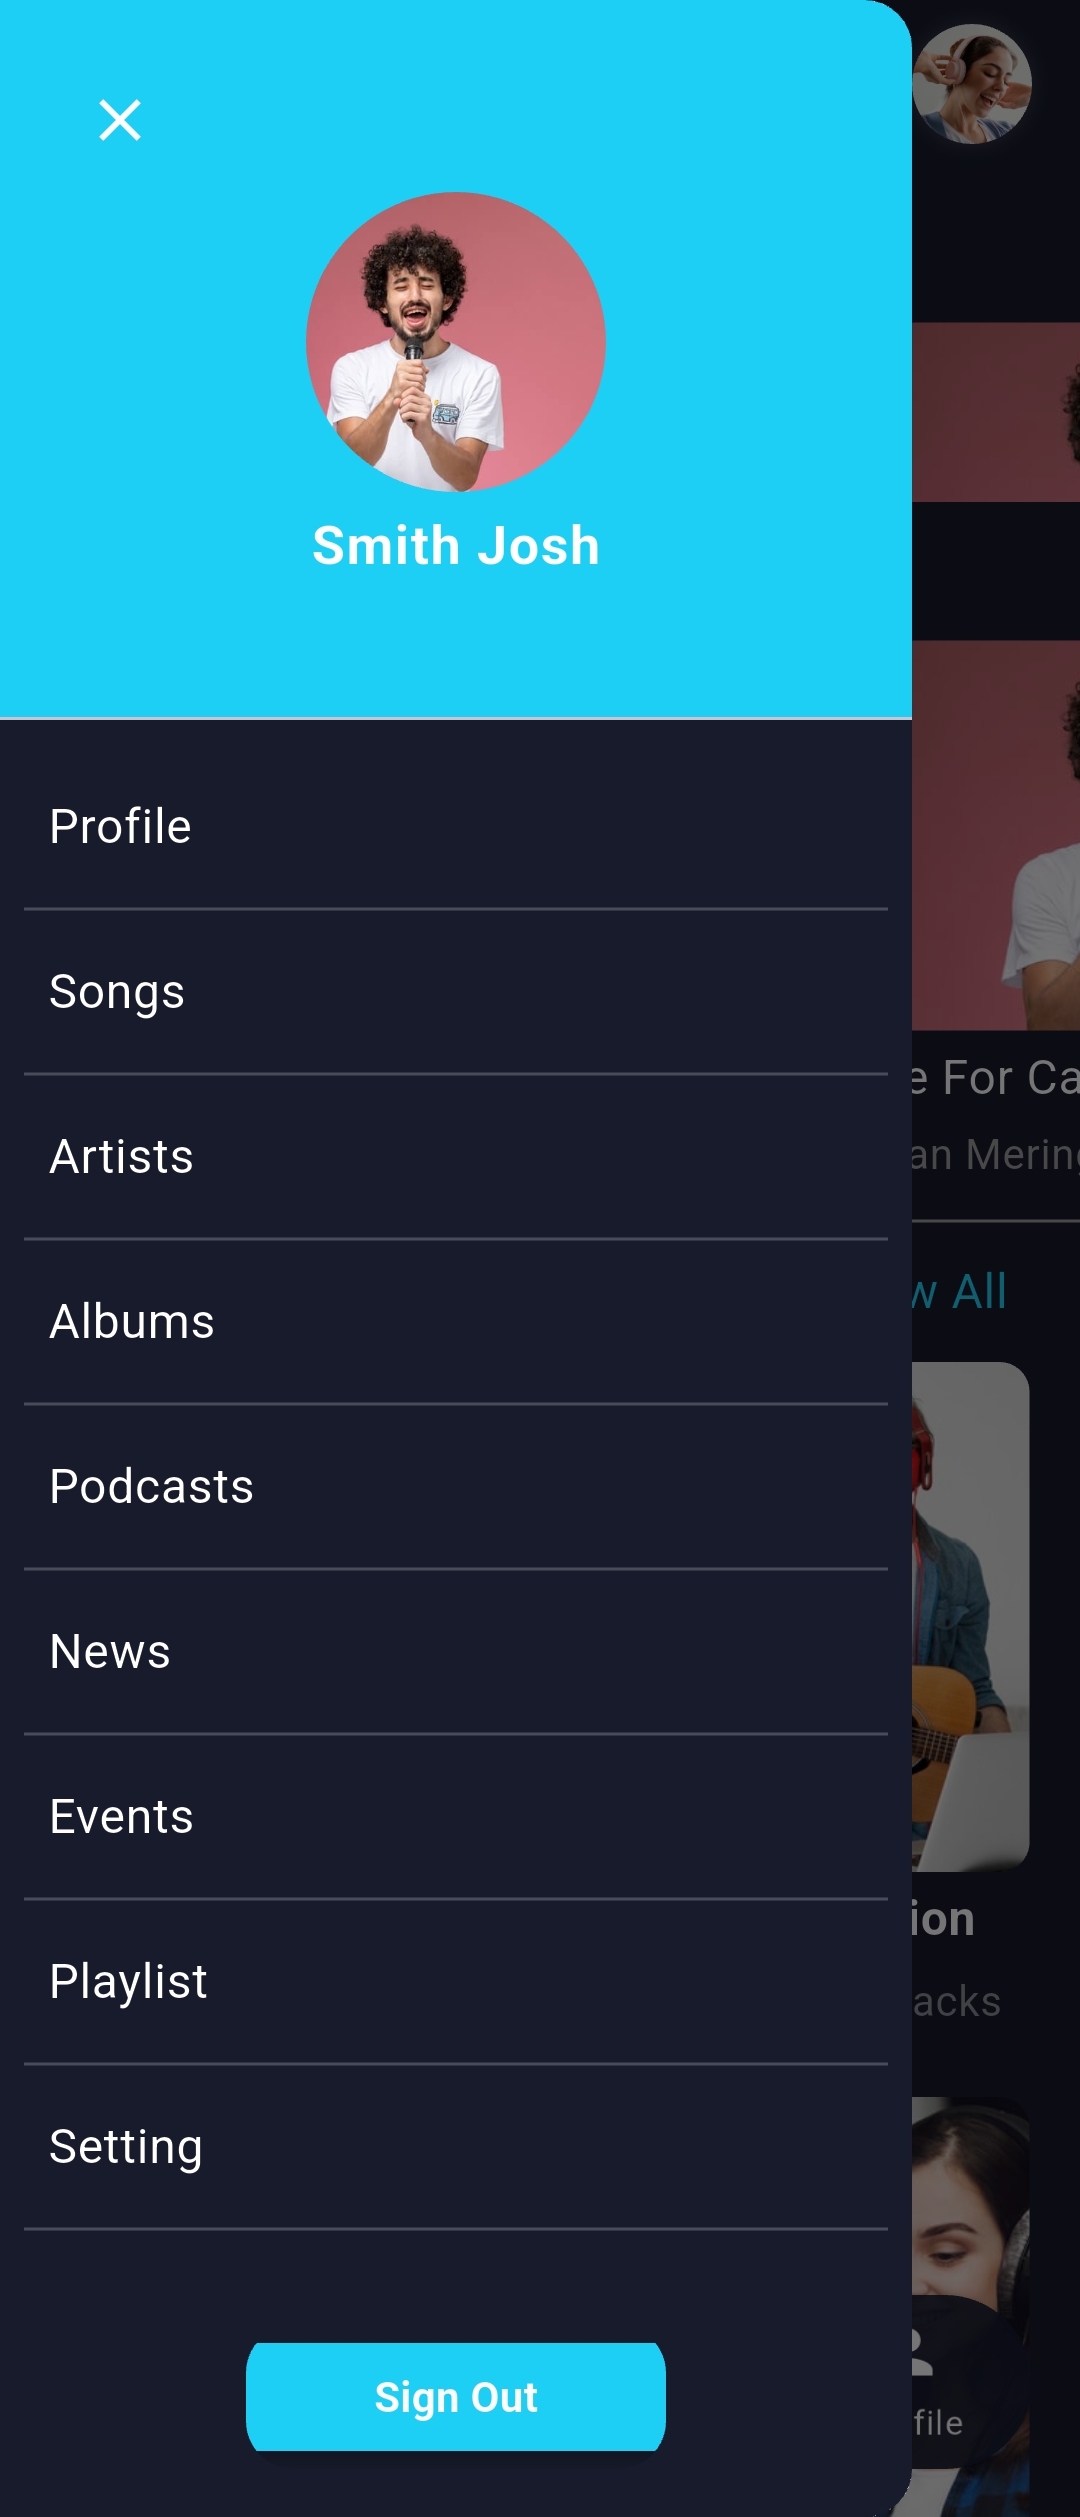 Smith Josh
Profile
Songs
Artists
e For Ca
an Mering
w All
Albums
Podcasts
News
Events
ion
Playlist
acks
Setting
Sign Out
file